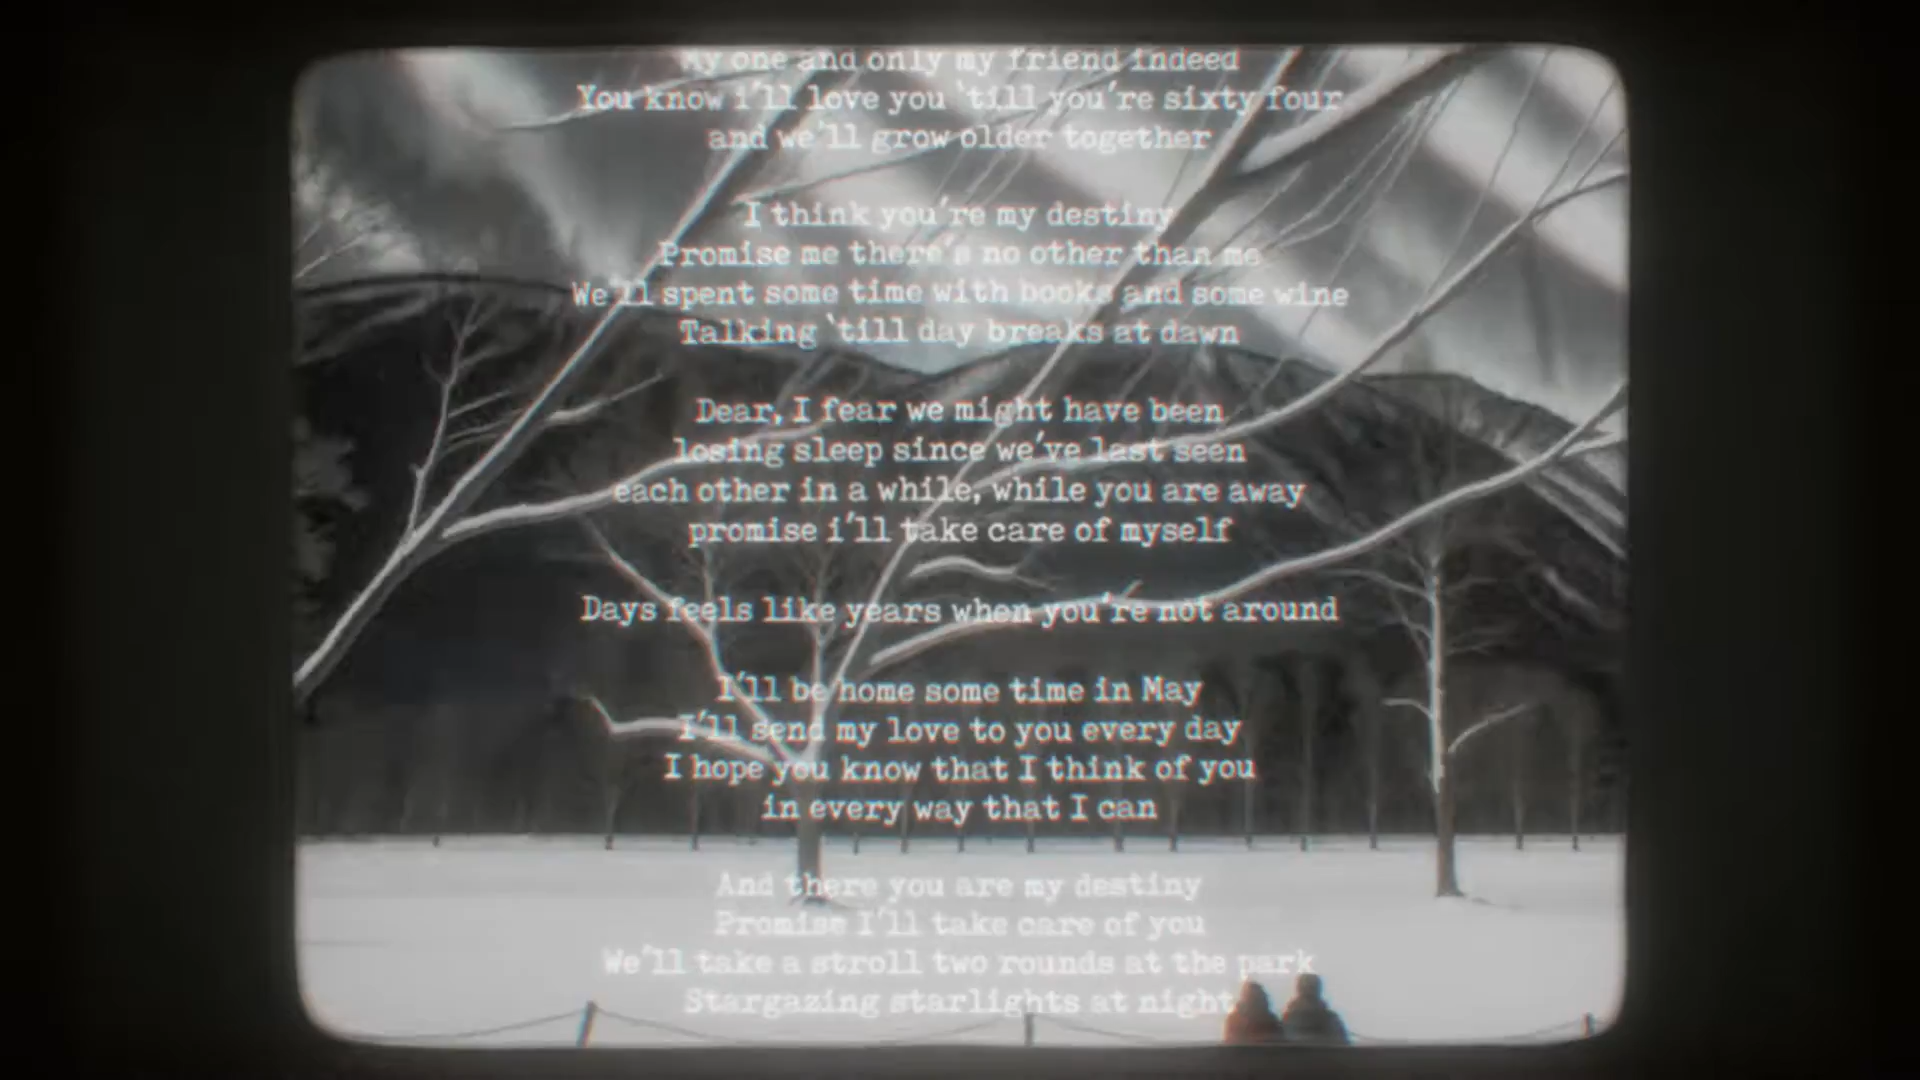 My one and only my friend indeed
You know i'll love you `till you're sixty four
and we'll grow older together
I think you're my destiny
Promise me there's no other than me
We'll spent some time with books and some wine
Talking `till day breaks at dawn
Dear, I fear we might have been
losing sleep since we've last seen
each other in a while, while you are away
promise i'll take care of myself
Days feels like years when you're not around
I'll be home some time in May
I'll send my love to you every day
I hope you know that I think of you
in every way that I can
And there you are my destiny
Promise I'll take care of you
We'll take a stroll two rounds at the park
Stargazing starlights at night